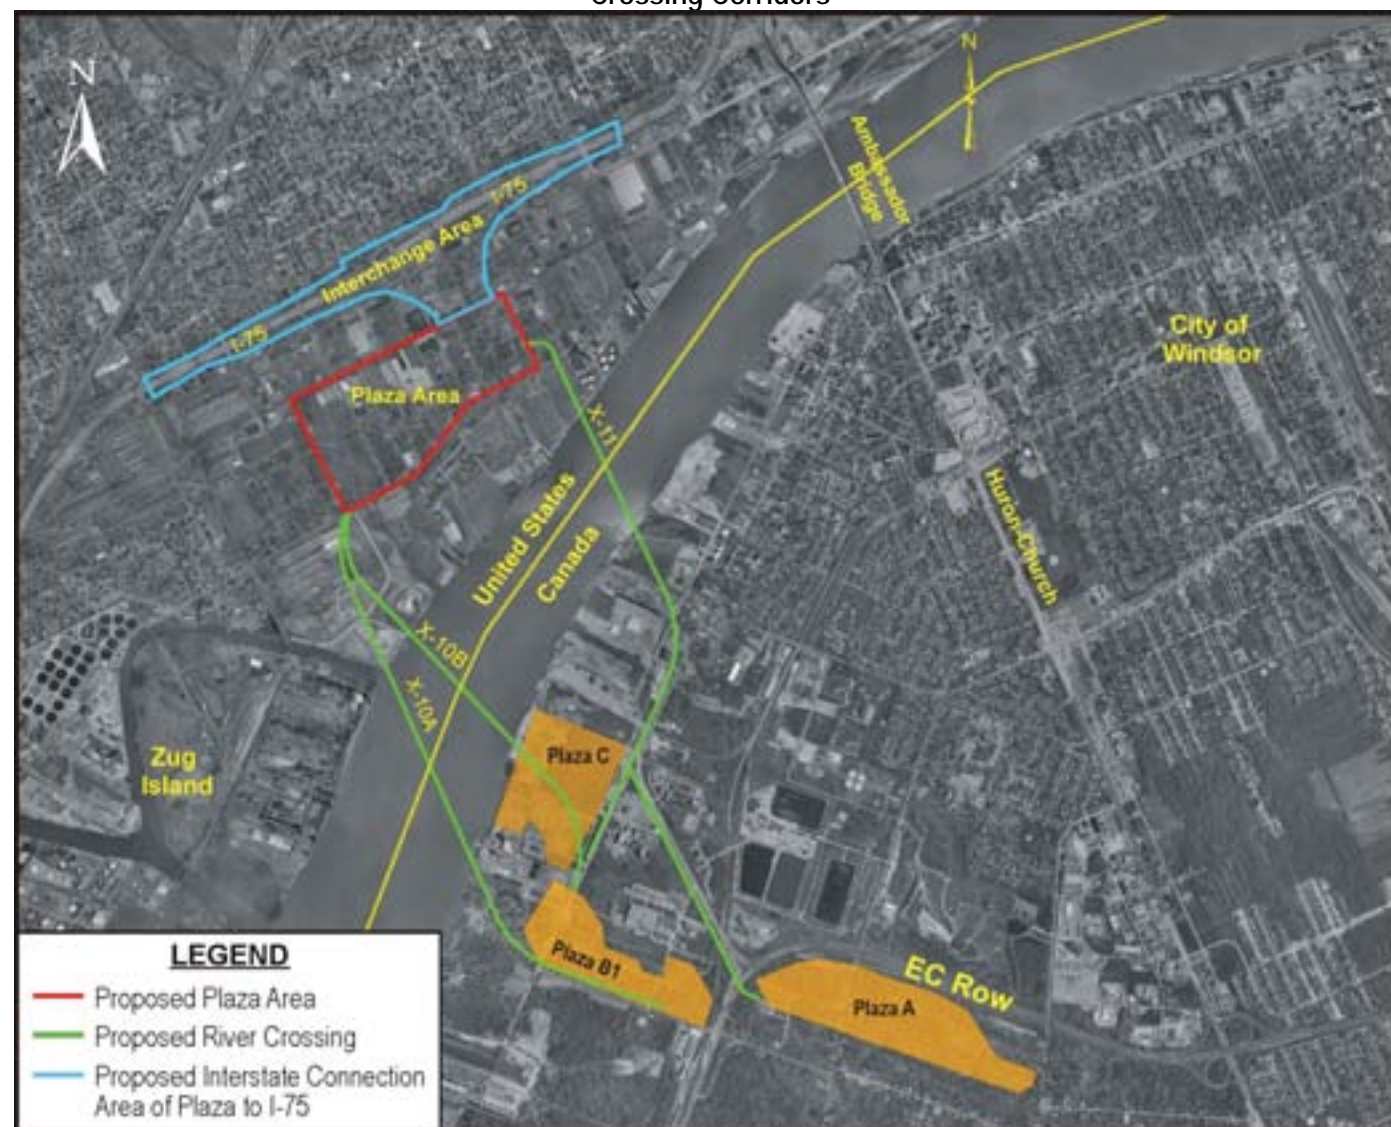 Crossing Corridors
N
N
Ambassador
Bridge
I-75
Interchange Area
I-75
City of
Windsor
Plaza Area
X-11
United States
Canada
Huron-Church
X-10B
X-10A
Zug
Island
Plaza C
Plaza B1
EC Row
Plaza A
LEGEND
Proposed Plaza Area
Proposed River Crossing
Proposed Interstate Connection
Area of Plaza to I-75